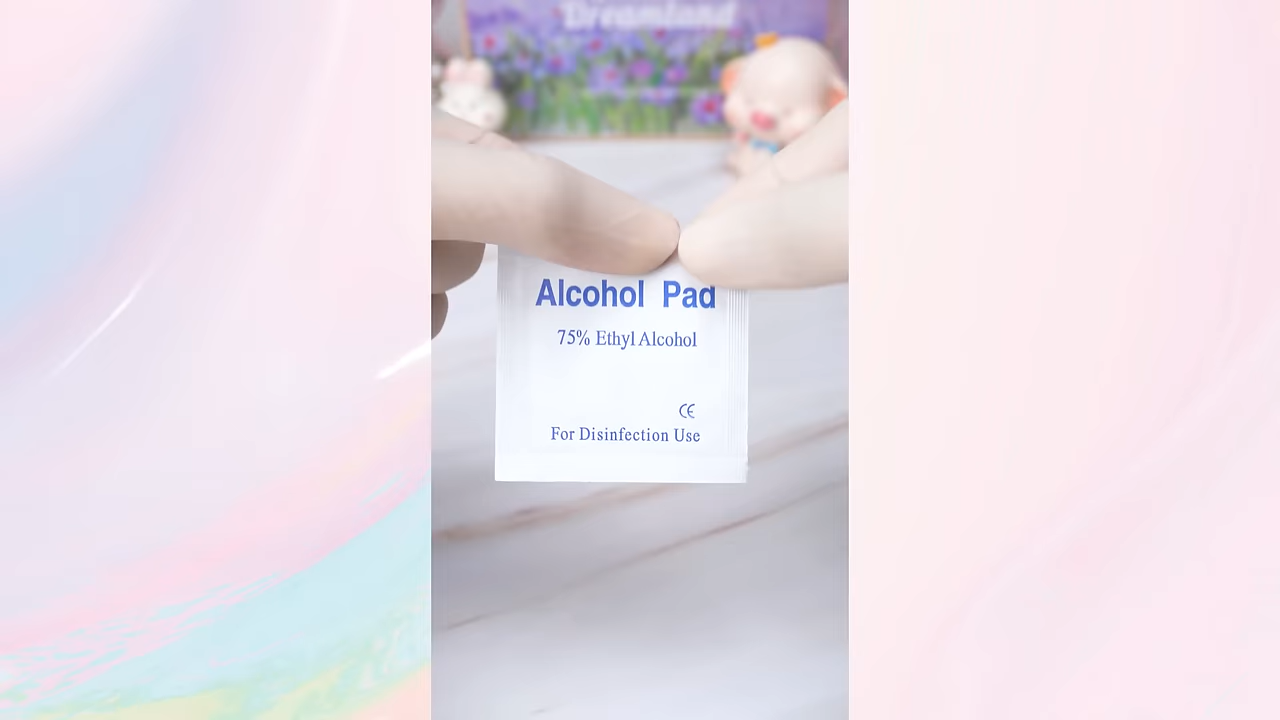 Dreamland
Alcohol Pad
75% Ethyl Alcohol
CE
For Disinfection Use